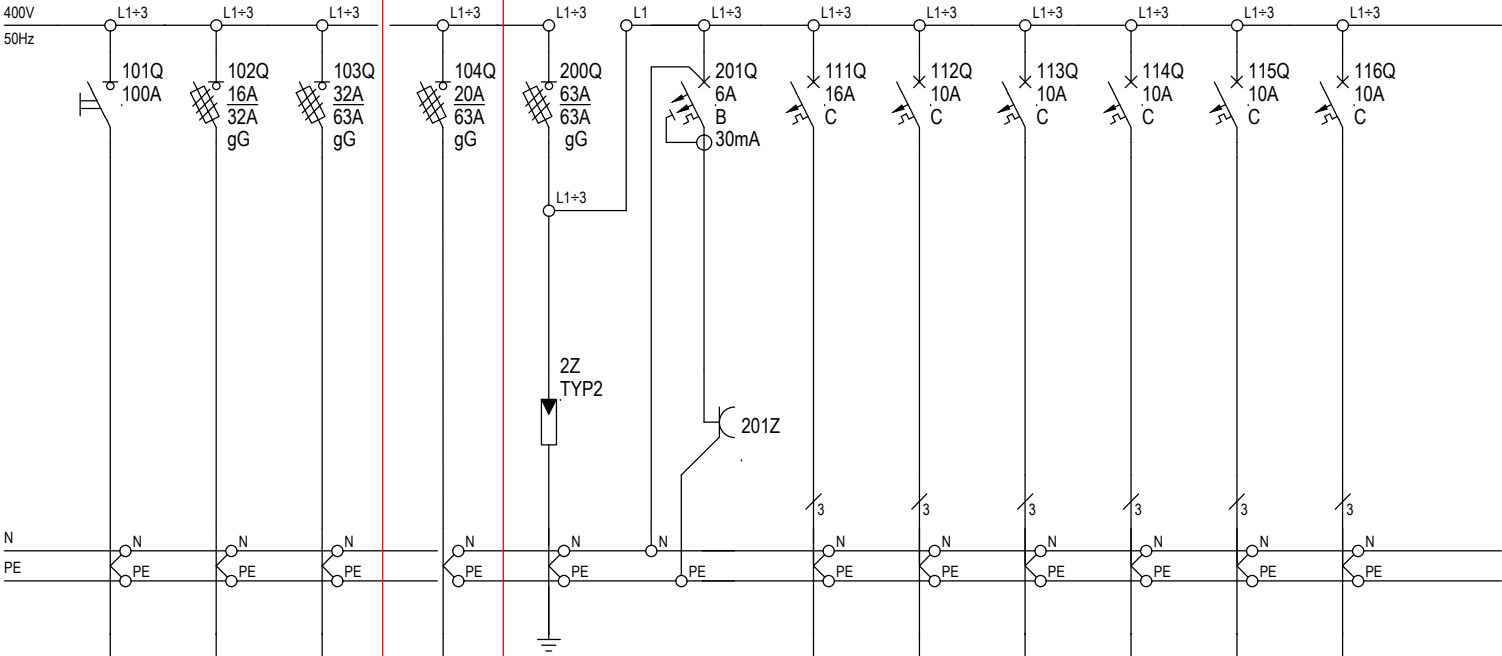 400V
50Hz
L1÷3
L1÷3
L1÷3
L1÷3
L1÷3
L1
L1÷3
L1÷3
L1÷3
L1÷3
L1÷3
L1÷3
L1÷3
101Q
100A
102Q
16A
32A
gG
103Q
32A
63A
gG
104Q
20A
63A
gG
200Q
63A
63A
gG
201Q
6A
B
30mA
111Q
16A
C
112Q
10A
C
113Q
10A
C
114Q
10A
C
115Q
10A
C
116Q
10A
C
L1÷3
2Z
TYP2
201Z
3
3
3
3
3
3
N
N
N
N
N
N
N
N
N
N
N
N
N
PE
PE
PE
PE
PE
PE
PE
PE
PE
PE
PE
PE
PE